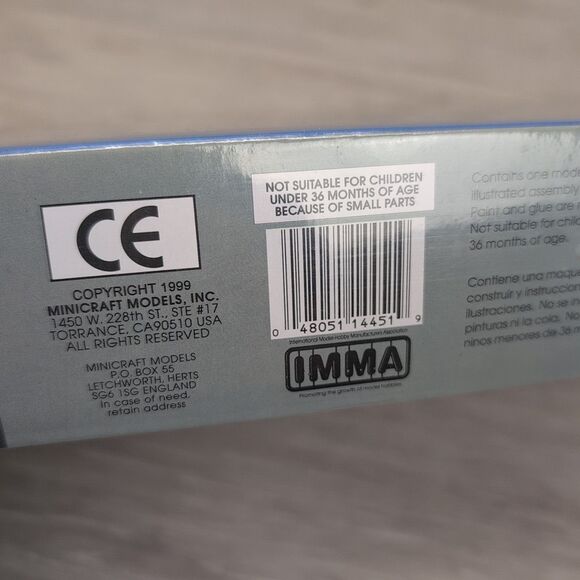 CE
COPYRIGHT 1999
MINICRAFT MODELS, INC.
1450 W. 228th ST., STE #17
TORRANCE, CA90510 USA
ALL RIGHTS RESERVED
MINICRAFT MODELS
P.O. BOX 55
LETCHWORTH, HERTS
SG6 1SG ENGLAND
In case of need,
retain address
NOT SUITABLE FOR CHILDREN
UNDER 36 MONTHS OF AGE
BECAUSE OF SMALL PARTS
0 48051 14451 9
International Model-Hobby Manufacturers Association
IMMA
Promoting the growth of model hobbies
Contains one mode
illustrated assembly
Paint and glue are
Not suitable for chil
36 months of age.
Contiene una maqu
construir y instruccion
ilustraciones. No se i
pinturas ni la cola. No
ninos menores de 36 m